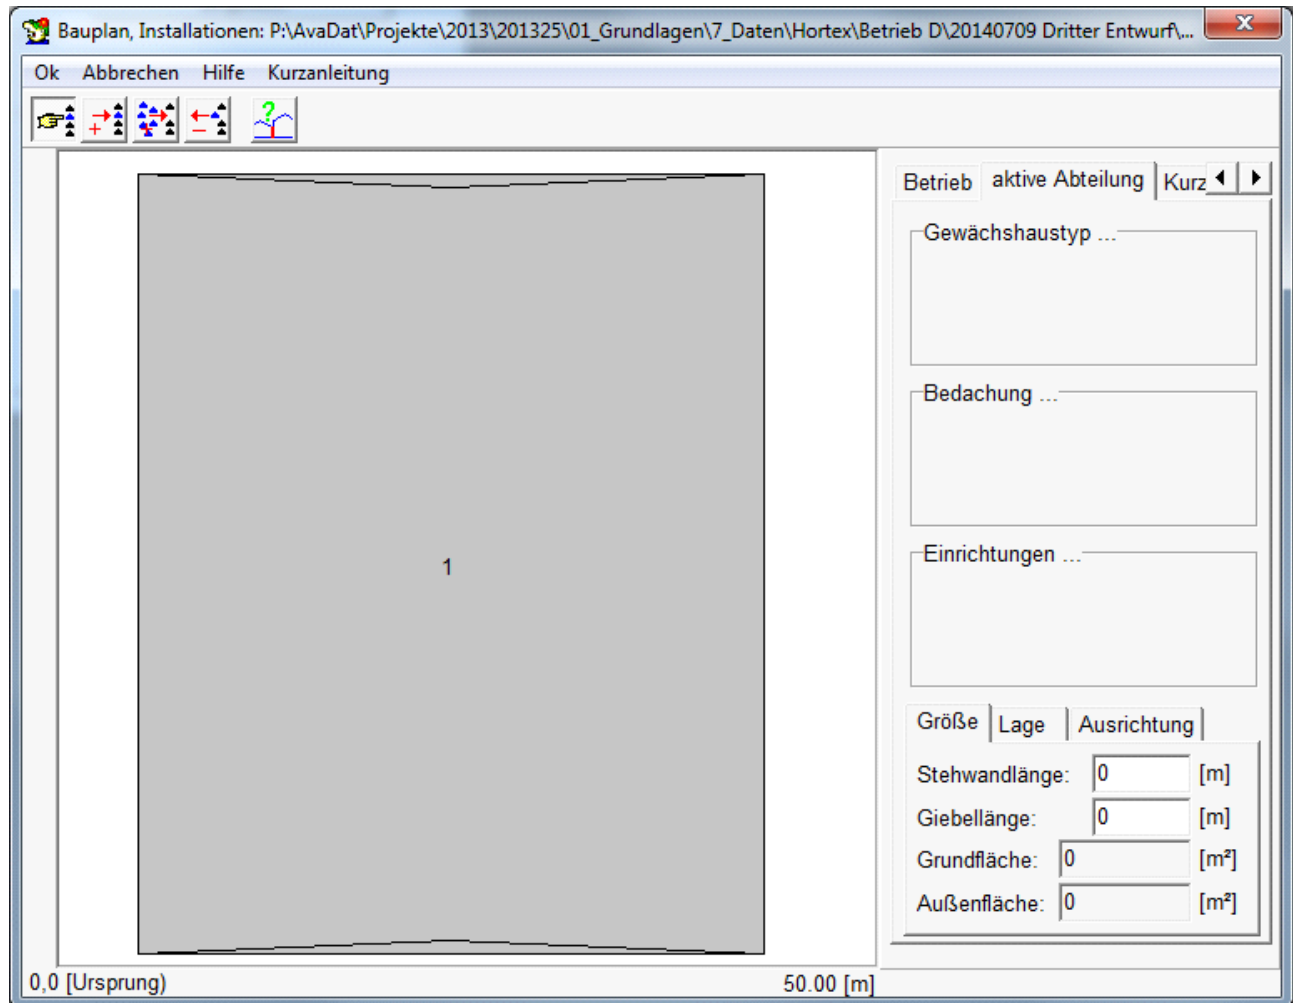 Bauplan, Installationen: P:\AvaDat\Projekte\2013\201325\01_Grundlagen\7_Daten\Hortex\Betrieb D\20140709 Dritter Entwurf\...
Ok Abbrechen Hilfe Kurzanleitung
Betrieb aktive Abteilung Kurz
Gewächshaustyp ...
Bedachung ...
Einrichtungen ...
1
Größe Lage Ausrichtung
Stehwandlänge: 0 [m]
Giebellänge: 0 [m]
Grundfläche: 0 [m²]
Außenfläche: 0 [m²]
0,0 [Ursprung) 50.00 [m]